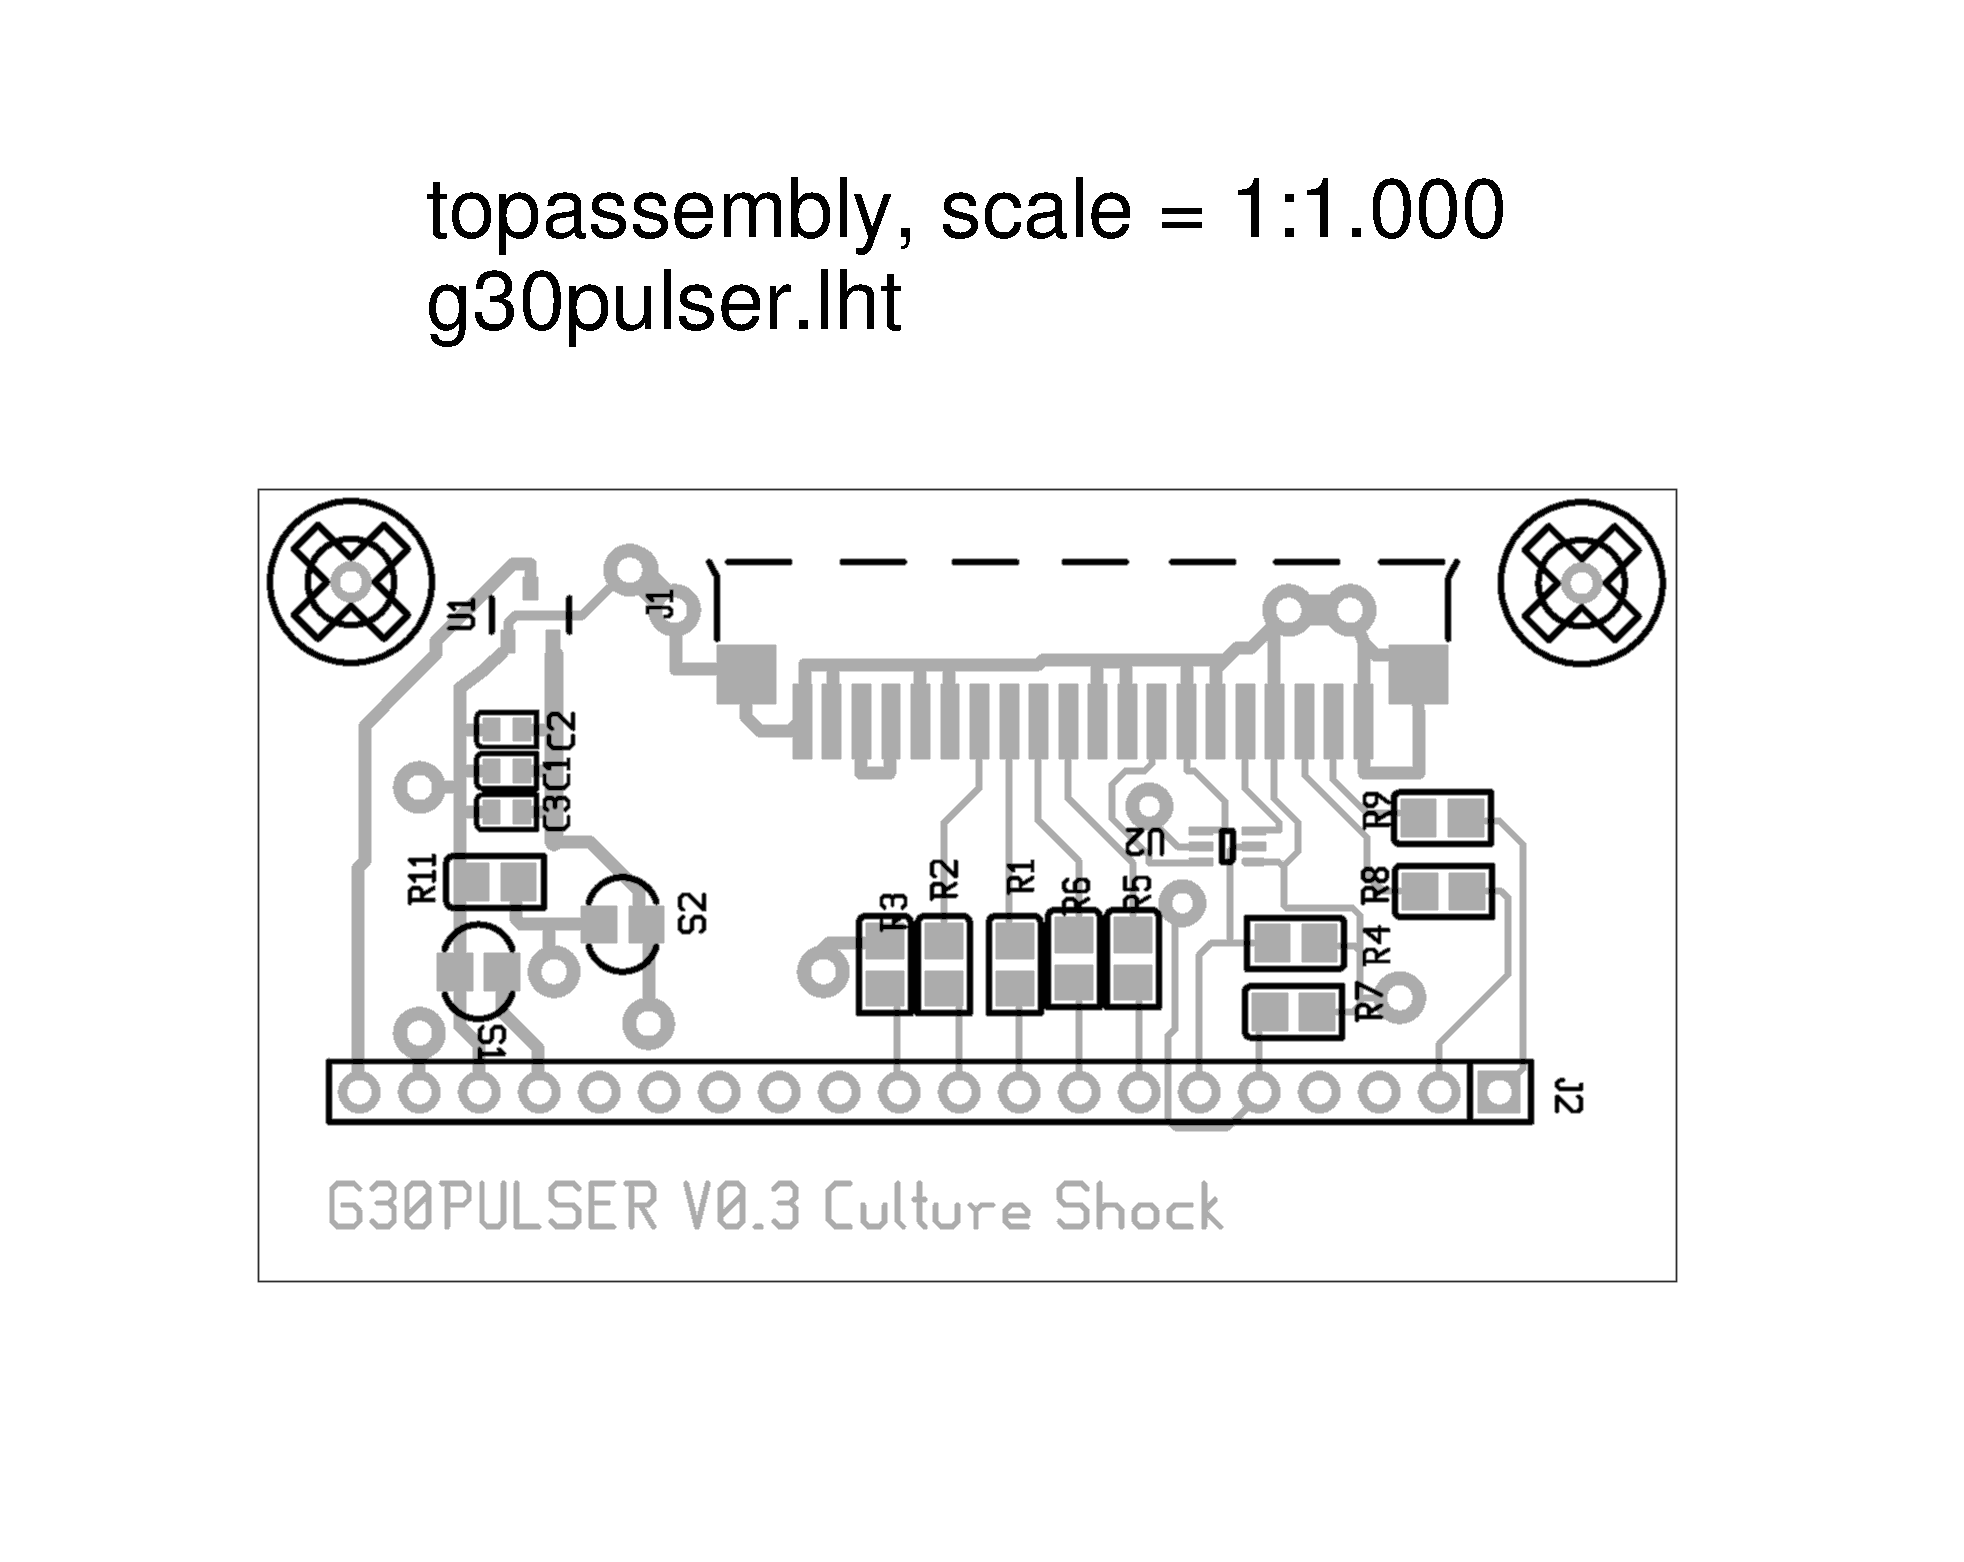 topassembly, scale = 1:1.000
g30pulser.lht
U1
J1
C2
C1
C3
R9
U2
R11
R8
S2
R3
R2
R1
R6
R5
R4
R7
S1
J2
G30PULSER V0.3 Culture Shock